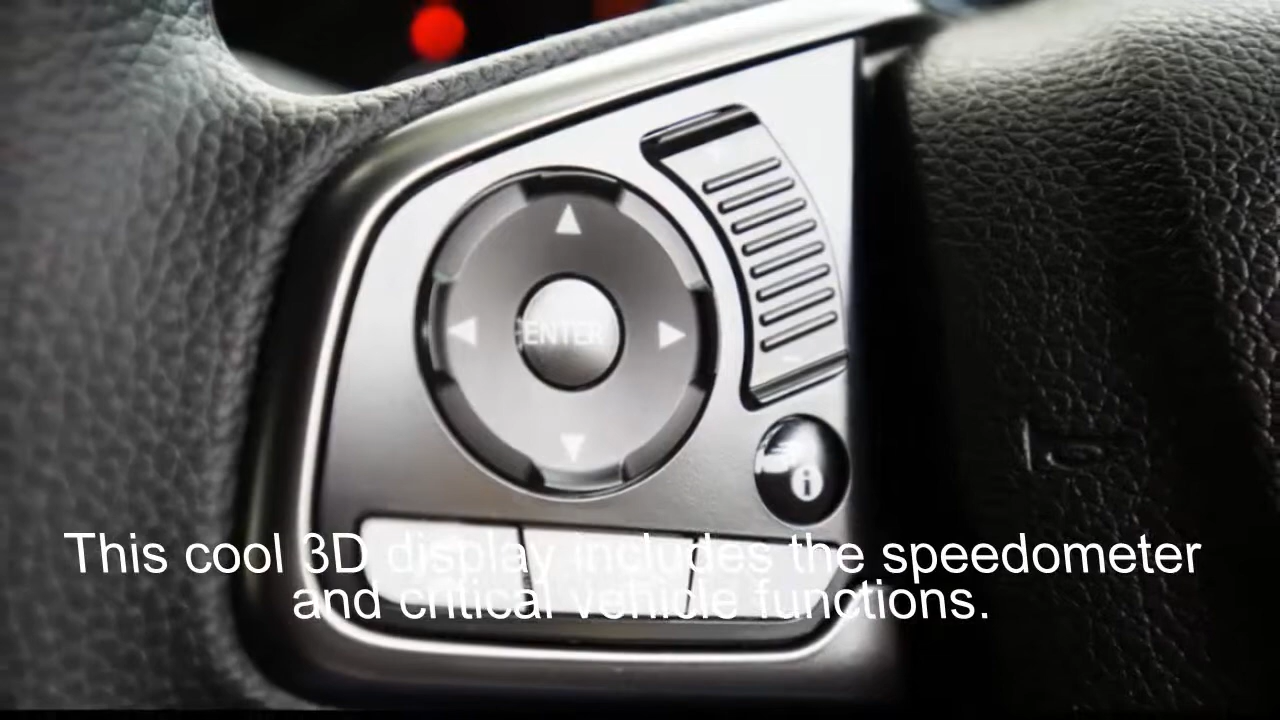 ENTER
i
This cool 3D display includes the speedometer
and critical vehicle functions.